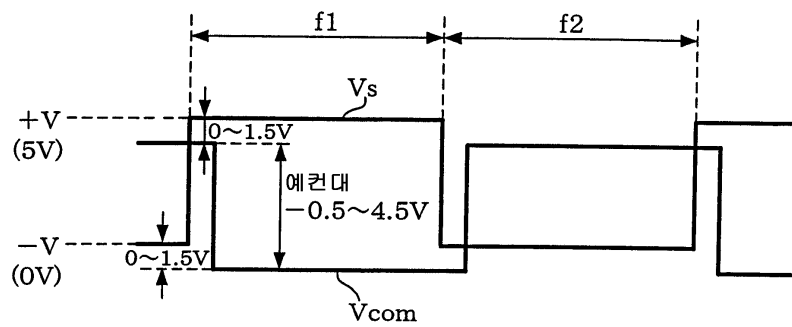 f1 f2
Vs
+V
(5V)
0~1.5V
예컨대
-0.5~4.5V
-V
(0V)
0~1.5V
Vcom